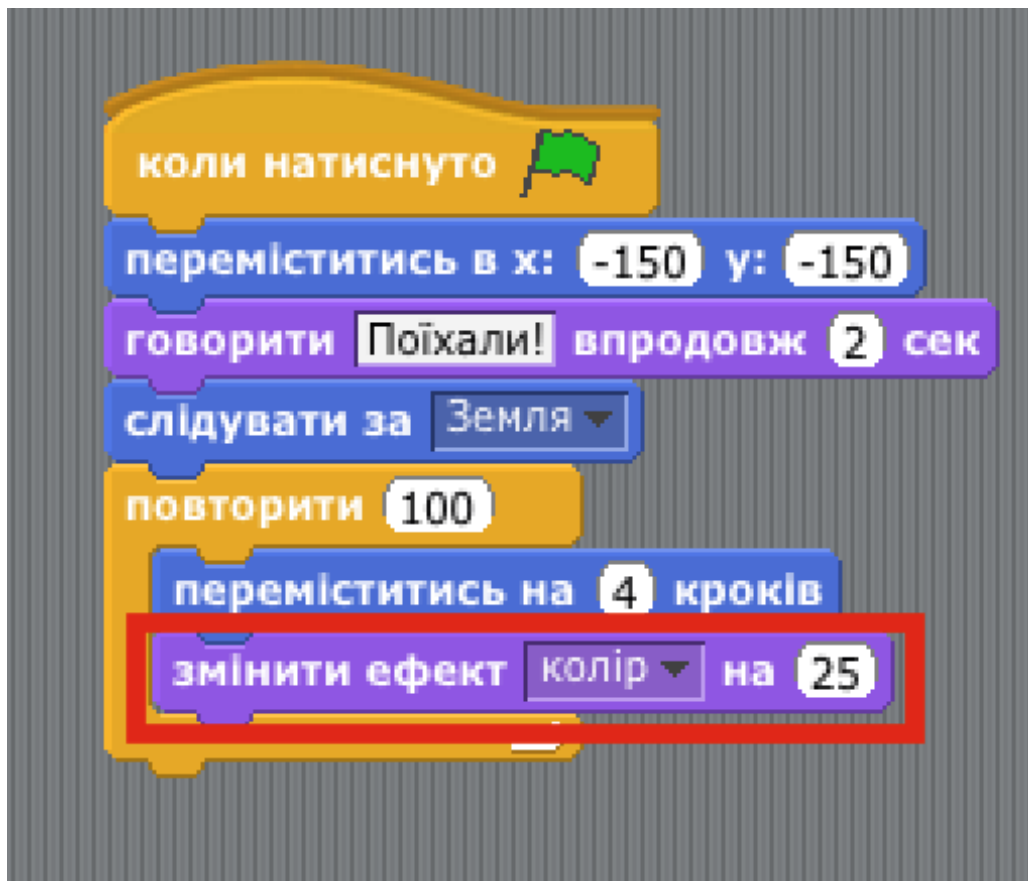 коли натиснуто
переміститись в x: -150 y: -150
говорити Поїхали! впродовж 2 сек
слідувати за Земля
повторити 100
переміститись на 4 кроків
змінити ефект колір на 25